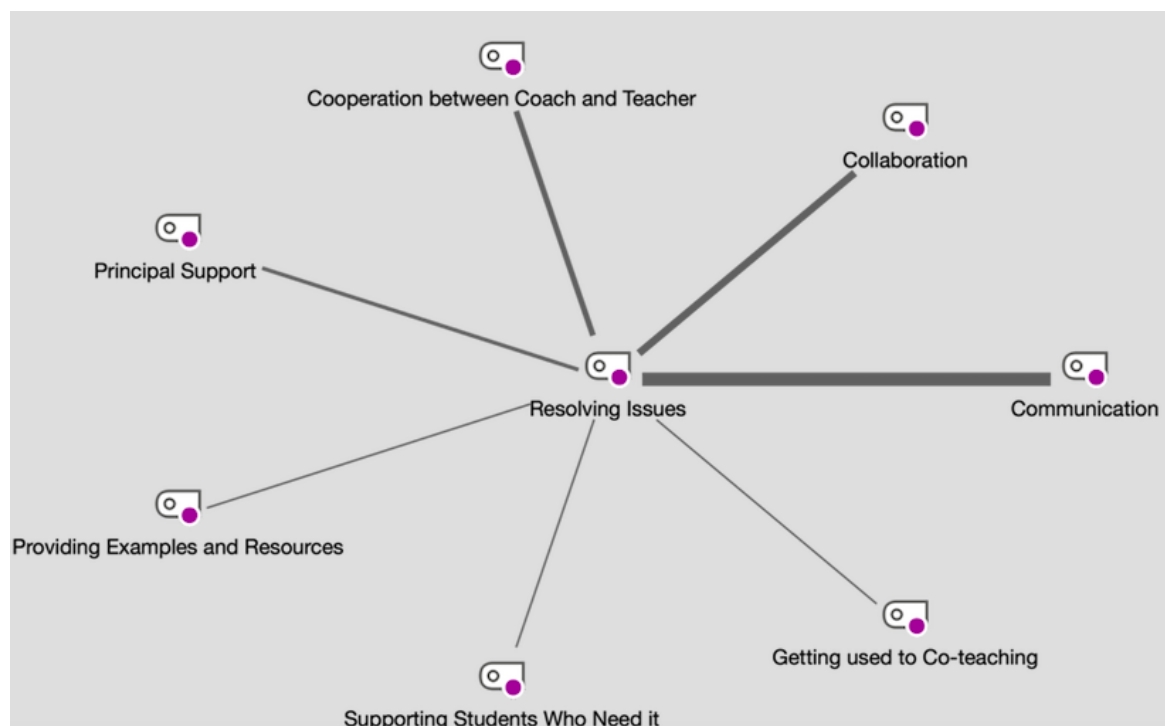 Cooperation between Coach and Teacher
Collaboration
Principal Support
Resolving Issues
Communication
Providing Examples and Resources
Getting used to Co-teaching
Supporting Students Who Need it